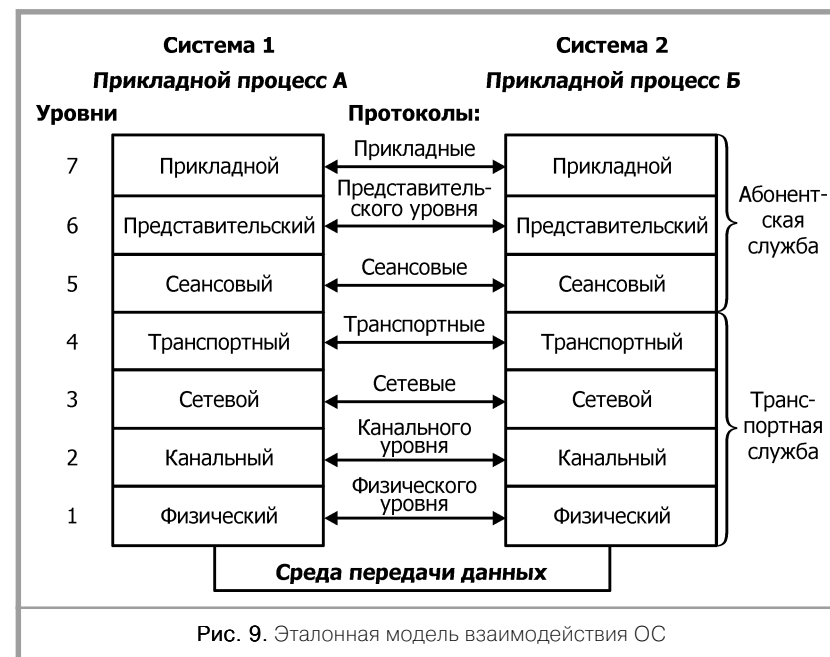 Система 1 Система 2
Прикладной процесс А Прикладной процесс Б
Уровни Протоколы:
7 Прикладной Прикладные Прикладной
Представитель-
ского уровня
6 Представительский Представительский
Абонент-
ская
служба
5 Сеансовый Сеансовые Сеансовый
4 Транспортный Транспортные Транспортный
3 Сетевой Сетевые Сетевой
Транс-
портная
служба
Канального
уровня
2 Канальный Канальный
Физического
уровня
1 Физический Физический
Среда передачи данных
Рис. 9. Эталонная модель взаимодействия ОС